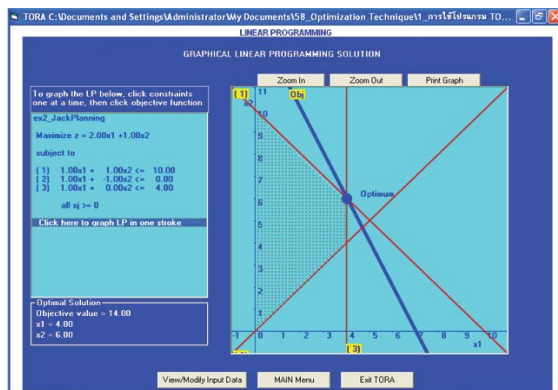 TORA C:\Documents and Settings\Administrator\My Documents\58_Optimization Technique\1_การใช้โปรแกรม TO...
LINEAR PROGRAMMING
GRAPHICAL LINEAR PROGRAMMING SOLUTION
Zoom In Zoom Out Print Graph
To graph the LP below, click constraints
one at a time, then click objective function
ex2_JackPlanning
Maximize z = 2.00x1 +1.00x2
subject to
( 1) 1.00x1 + 1.00x2 <= 10.00
( 2) 1.00x1 + -1.00x2 <= 0.00
( 3) 1.00x1 + 0.00x2 <= 4.00
all xj >= 0
Click here to graph LP in one stroke
Optimal Solution
Objective value = 14.00
x1 = 4.00
x2 = 6.00
( 1) 11 Obj
x2
10
9
8
7
6 Optimum
5
4
3
2
1
-1 0 1 2 3 4 5 6 7 8 9 10
x1
( 3)
View/Modify Input Data MAIN Menu Exit TORA